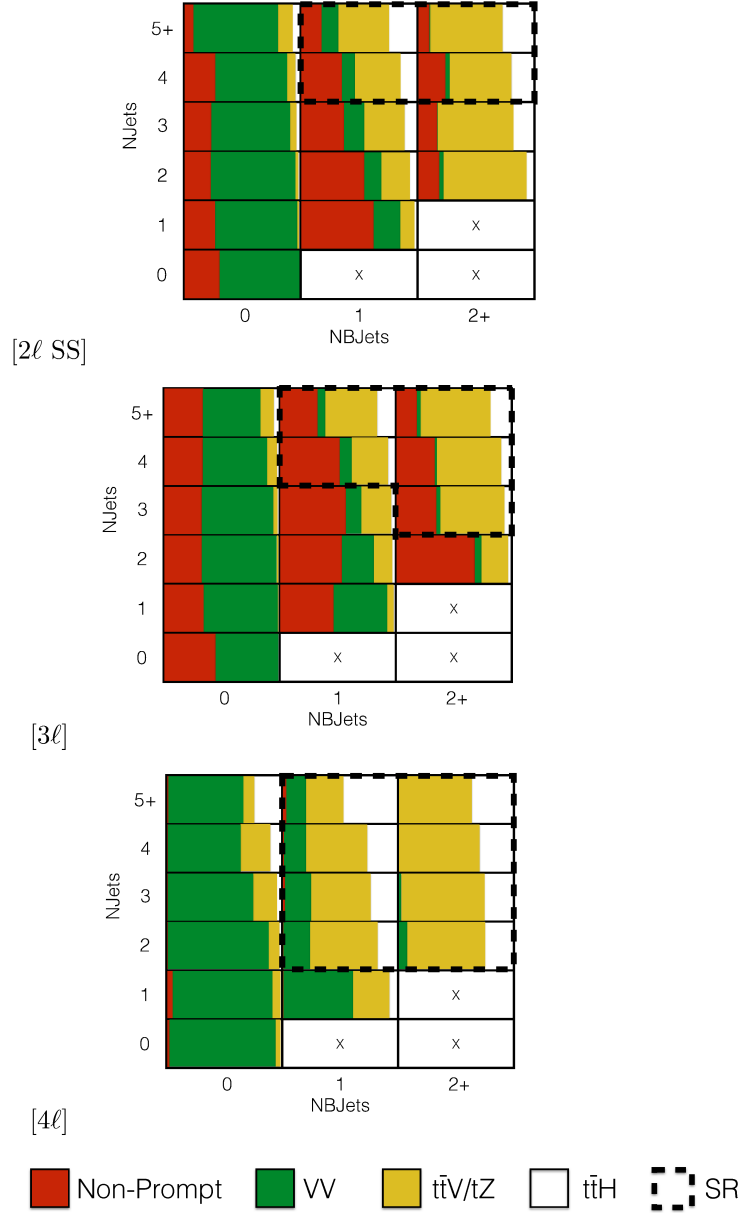 5+
4
3
2
1
0
NJets
x
x
x
0 1 2+
NBJets
[2ℓ SS]
5+
4
3
2
1
0
NJets
x
x
x
0 1 2+
NBJets
[3ℓ]
5+
4
3
2
1
0
NJets
x
x
x
0 1 2+
NBJets
[4ℓ]
Non-Prompt VV tt̄V/tZ tt̄H SR